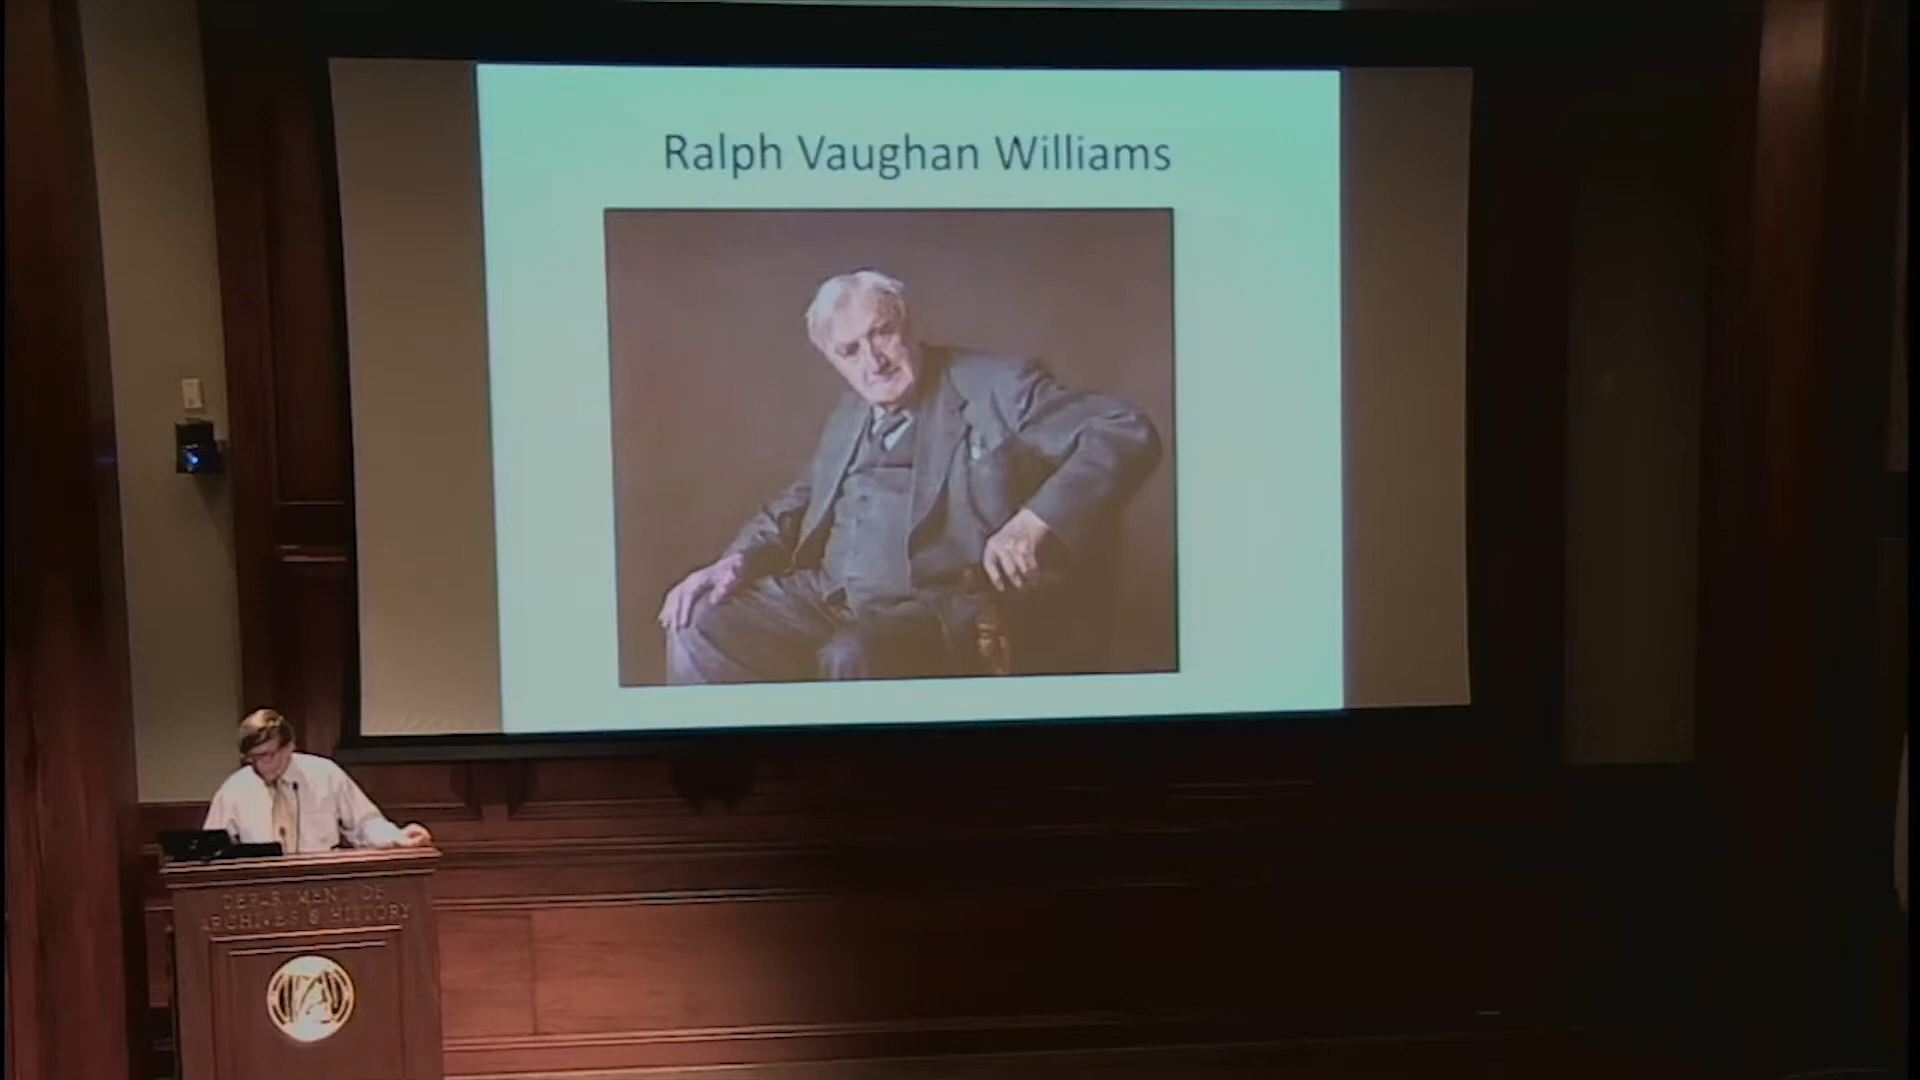 Ralph Vaughan Williams
DEPARTMENT OF
ARCHIVES & HISTORY